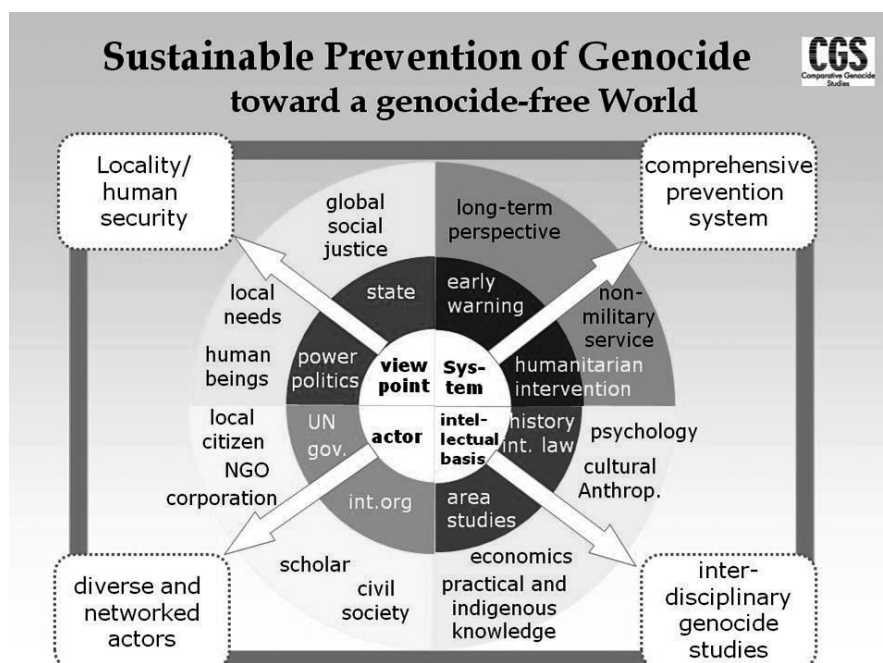 Sustainable Prevention of Genocide
toward a genocide-free World
CGS
Comparative Genocide
Studies
Locality/
human
security
comprehensive
prevention
system
global
social
justice
long-term
perspective
local
needs
state
early
warning
non-
military
service
human
beings
power
politics
view
point
Sys-
tem
humanitarian
intervention
local
citizen
UN
gov.
actor
intel-
lectual
basis
history
int. law
psychology
NGO
corporation
int.org
area
studies
cultural
Anthrop.
scholar
civil
society
economics
practical and
indigenous
knowledge
diverse and
networked
actors
inter-
disciplinary
genocide
studies